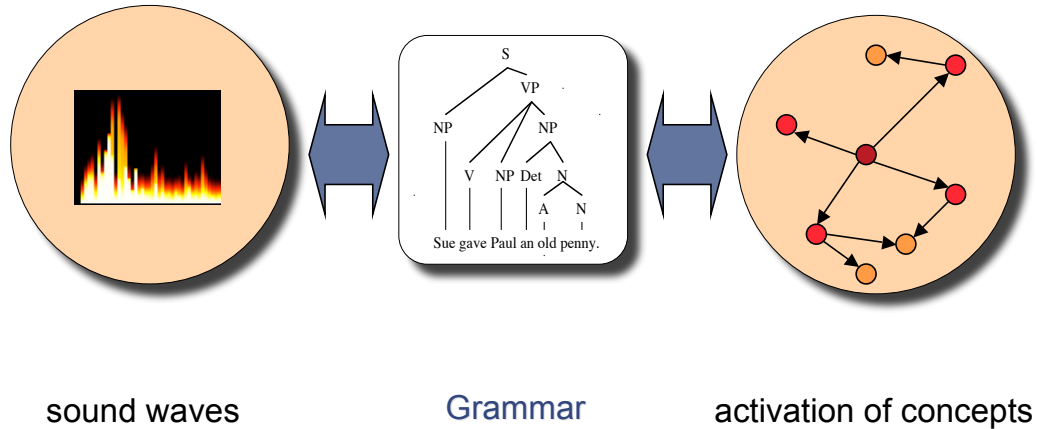 S
VP
NP NP
V NP Det N
A N
Sue gave Paul an old penny.
sound waves Grammar activation of concepts